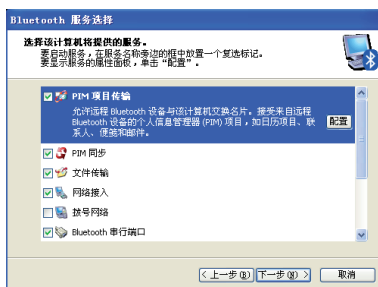 Bluetooth 服务选择
选择该计算机将提供的服务。
要启动服务，在服务名称旁边的框中放置一个复选标记。
要显示服务的属性面板，单击“配置”。
PIM 项目传输
允许远程 Bluetooth 设备与该计算机交换名片。接受来自远程
Bluetooth 设备的个人信息管理器 (PIM) 项目，如日历项目、联
系人、便笺和邮件。
配置
PIM 同步
文件传输
网络接入
拨号网络
Bluetooth 串行端口
< 上一步(B)
下一步(N) >
取消